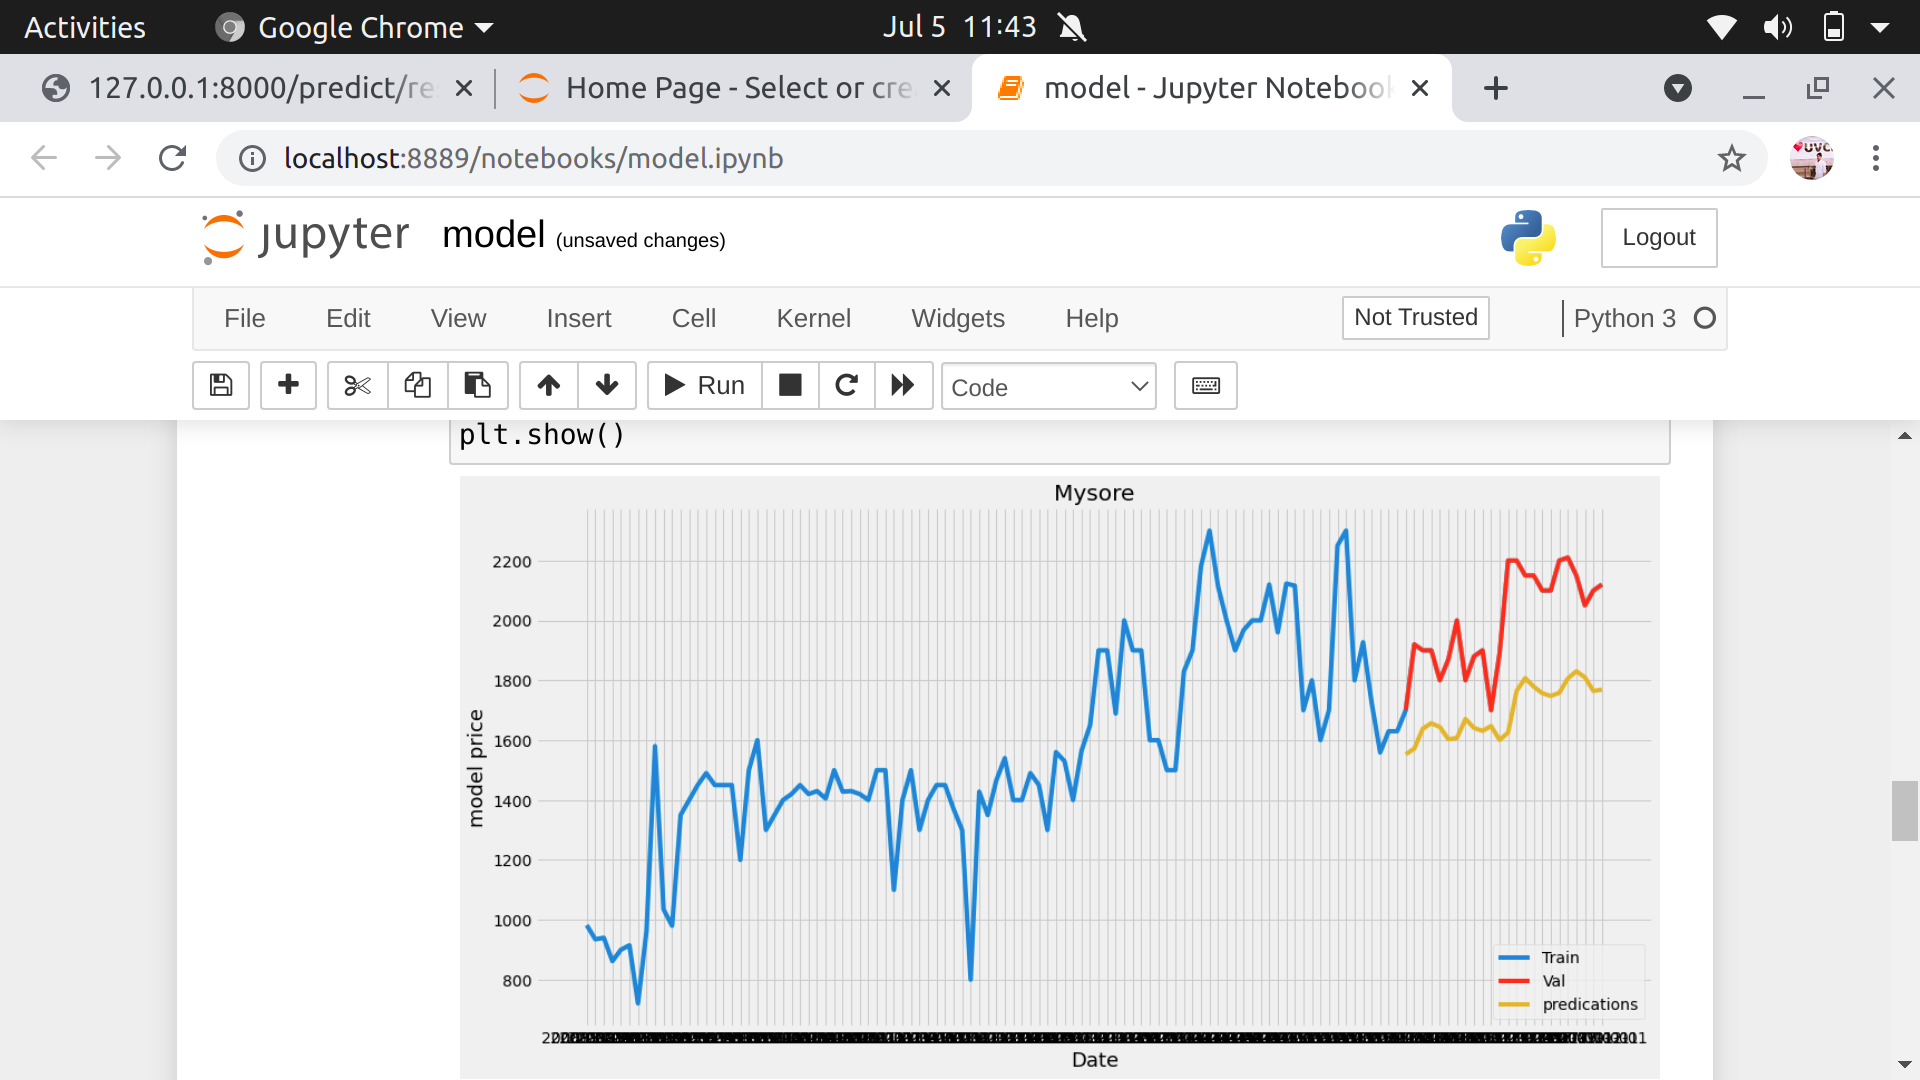 Activities Google Chrome Jul 5 11:43
127.0.0.1:8000/predict/re Home Page - Select or cre model - Jupyter Notebook
localhost:8889/notebooks/model.ipynb
jupyter model (unsaved changes) Logout
File Edit View Insert Cell Kernel Widgets Help Not Trusted Python 3
Run Code
plt.show()
Mysore
2200
2000
1800
1600
1400
1200
1000
800
model price
Train
Val
predications
Date